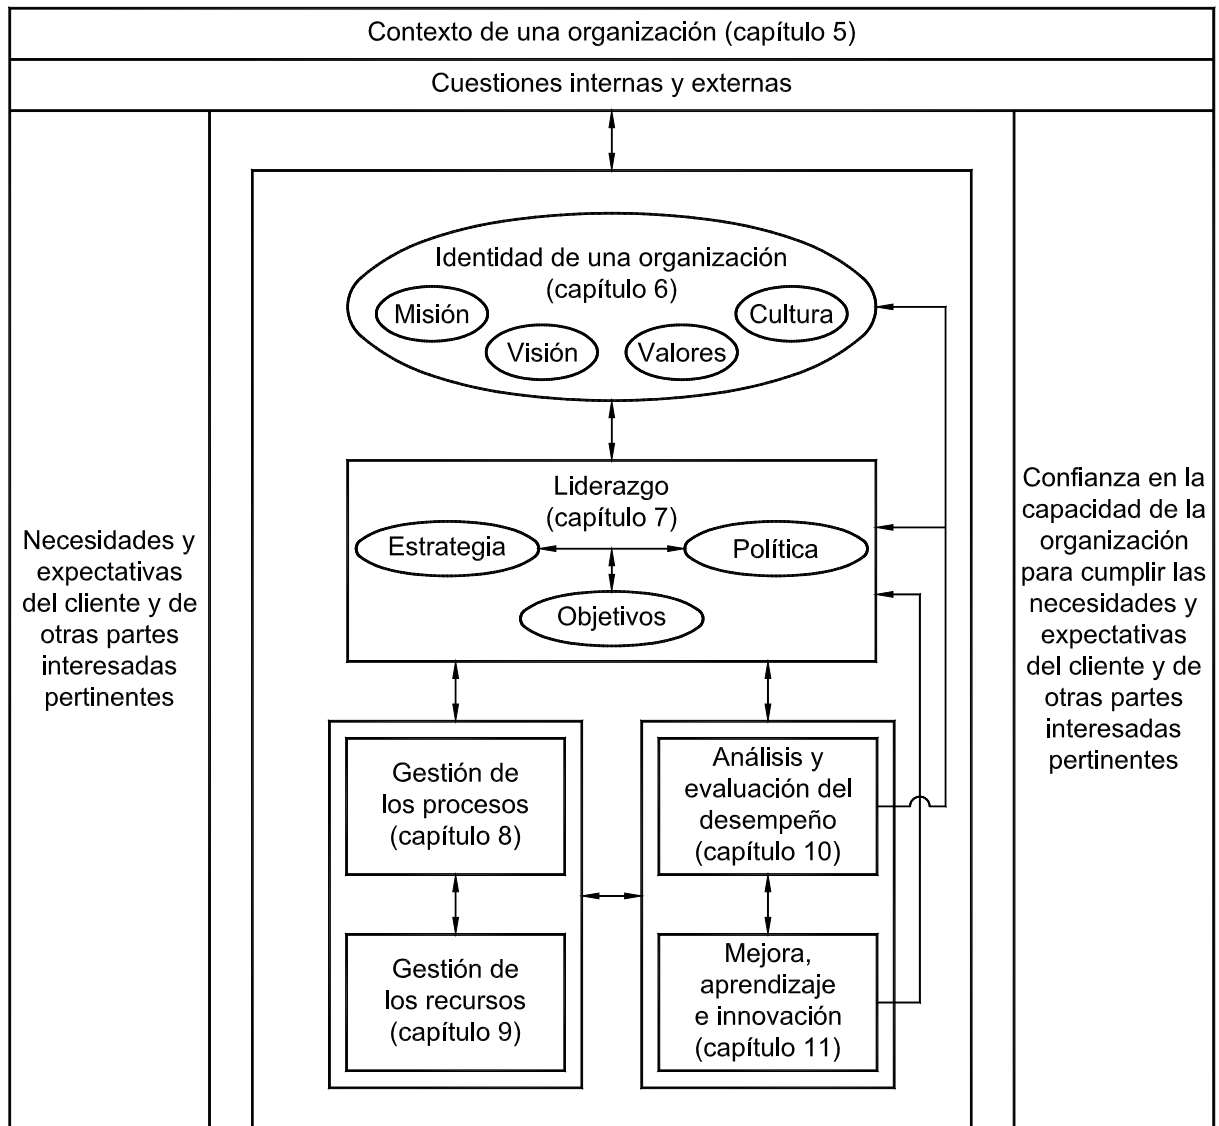 Contexto de una organización (capítulo 5)
Cuestiones internas y externas
Necesidades y
expectativas
del cliente y de
otras partes
interesadas
pertinentes
Identidad de una organización
(capítulo 6)
Misión
Visión
Valores
Cultura
Liderazgo
(capítulo 7)
Estrategia
Política
Objetivos
Gestión de
los procesos
(capítulo 8)
Gestión de
los recursos
(capítulo 9)
Análisis y
evaluación del
desempeño
(capítulo 10)
Mejora,
aprendizaje
e innovación
(capítulo 11)
Confianza en la
capacidad de la
organización
para cumplir las
necesidades y
expectativas
del cliente y de
otras partes
interesadas
pertinentes